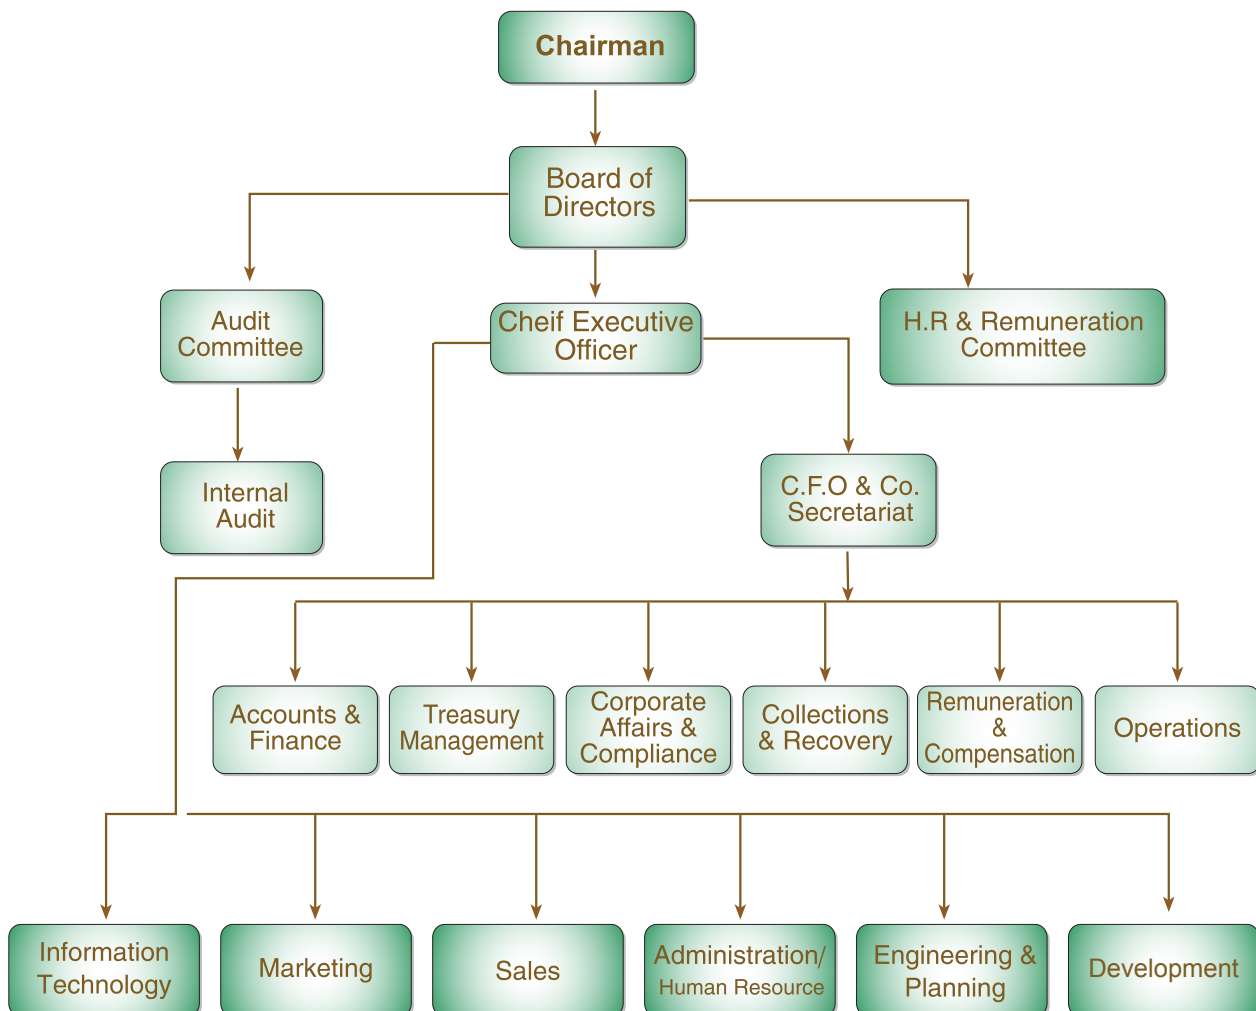 Chairman
Board of
Directors
Audit
Committee
Cheif Executive
Officer
H.R & Remuneration
Committee
Internal
Audit
C.F.O & Co.
Secretariat
Accounts &
Finance
Treasury
Management
Corporate
Affairs &
Compliance
Collections
& Recovery
Remuneration
&
Compensation
Operations
Information
Technology
Marketing
Sales
Administration/
Human Resource
Engineering &
Planning
Development